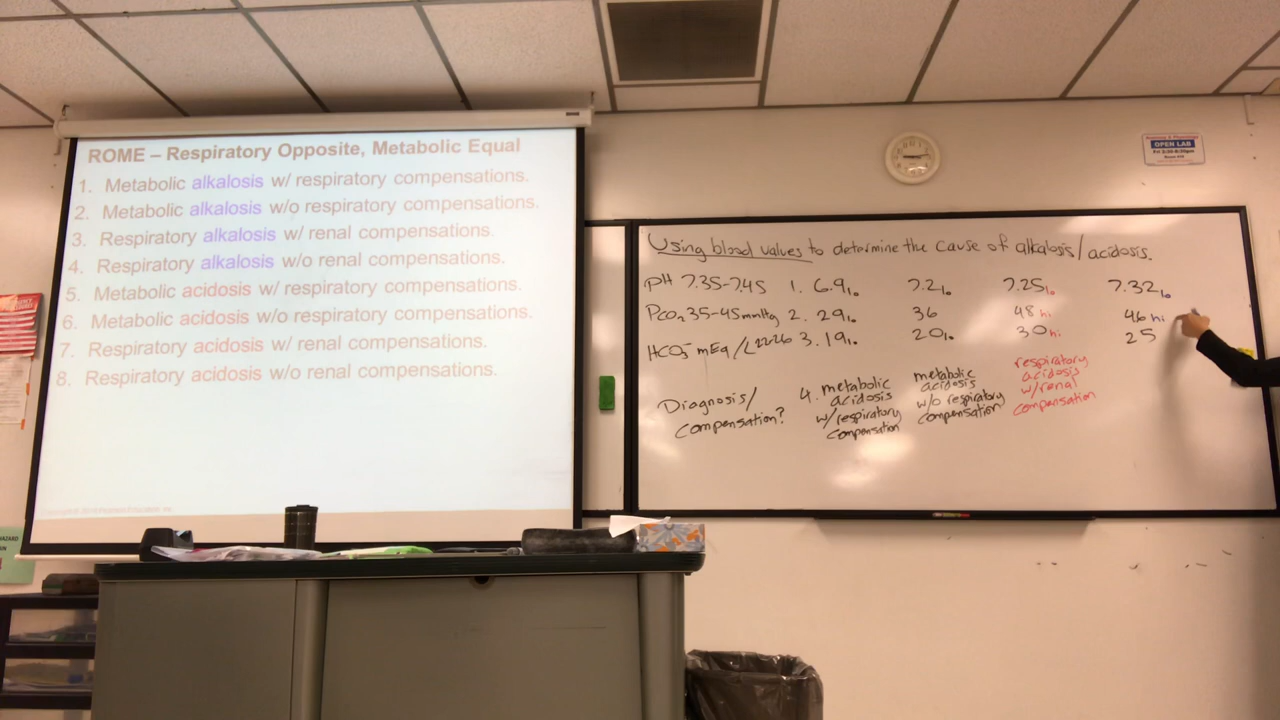 ROME – Respiratory Opposite, Metabolic Equal
1. Metabolic alkalosis w/ respiratory compensations.
2. Metabolic alkalosis w/o respiratory compensations.
3. Respiratory alkalosis w/ renal compensations.
4. Respiratory alkalosis w/o renal compensations.
5. Metabolic acidosis w/ respiratory compensations.
6. Metabolic acidosis w/o respiratory compensations.
7. Respiratory acidosis w/ renal compensations.
8. Respiratory acidosis w/o renal compensations.
OPEN LAB
Using blood values to determine the cause of alkalosis/acidosis.
pH 7.35-7.45 1. 6.9 lo 7.2 lo 7.25 lo 7.32 lo
Pco2 35-45mmHg 2. 29 lo 36 48 hi 46 hi
HCO3- mEq/L 22-26 3. 19 lo 20 lo 30 hi 25
Diagnosis/
compensation?
4. metabolic
acidosis
w/respiratory
compensation
metabolic
acidosis
w/o respiratory
compensation
respiratory
acidosis
w/renal
compensation